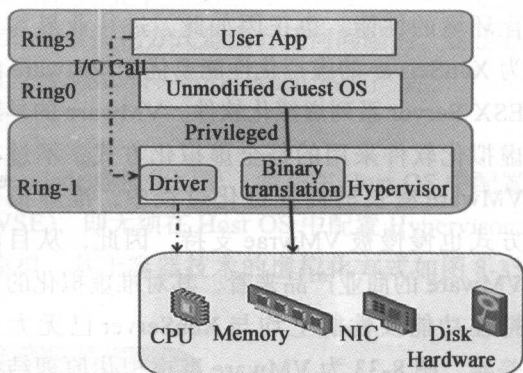 Ring3
User App
I/O Call
Ring0
Unmodified Guest OS
Privileged
Ring-1
Driver
Binary
translation
Hypervisor
CPU
Memory
NIC
Disk
Hardware